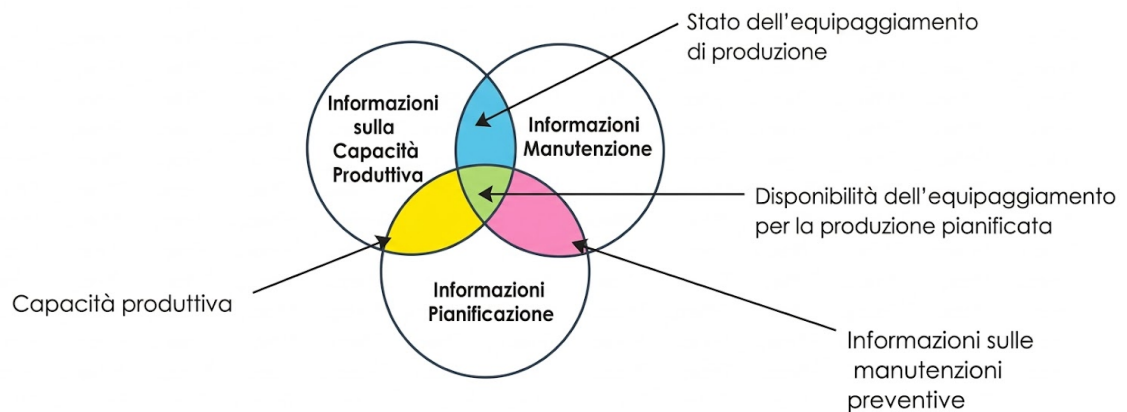 Stato dell'equipaggiamento
di produzione
Informazioni
sulla
Capacità
Produttiva
Informazioni
Manutenzione
Disponibilità dell'equipaggiamento
per la produzione pianificata
Informazioni
Pianificazione
Capacità produttiva
Informazioni sulle
manutenzioni
preventive